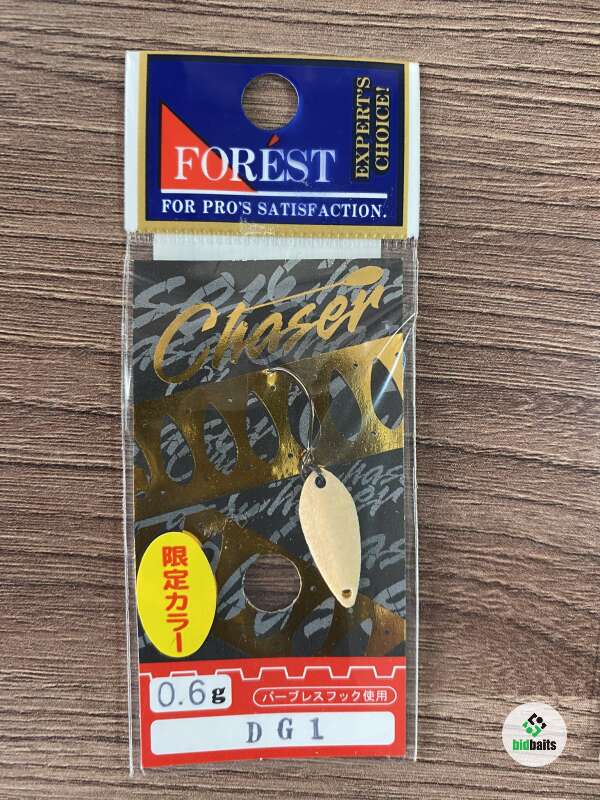 FORÉST
EXPERT'S
CHOICE!
FOR PRO'S SATISFACTION.
Chaser
限定カラー
0.6g
バーブレスフック使用
DG1
bidbaits